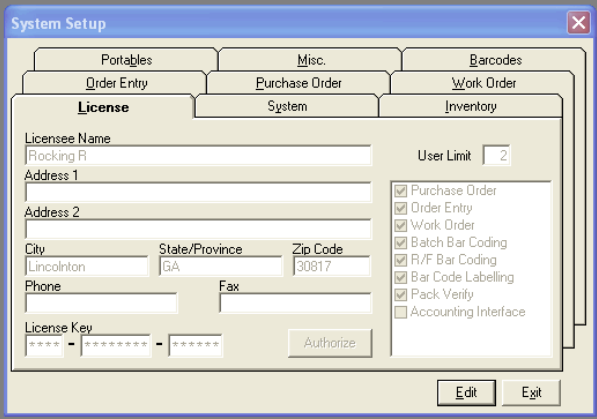 System Setup
Portables Misc. Barcodes
Order Entry Purchase Order Work Order
License System Inventory
Licensee Name
Rocking R
User Limit 2
Address 1
Address 2
City State/Province Zip Code
Lincolnton GA 30817
Phone Fax
License Key
**** - ******** - ******
Authorize
Purchase Order
Order Entry
Work Order
Batch Bar Coding
R/F Bar Coding
Bar Code Labelling
Pack Verify
Accounting Interface
Edit Exit